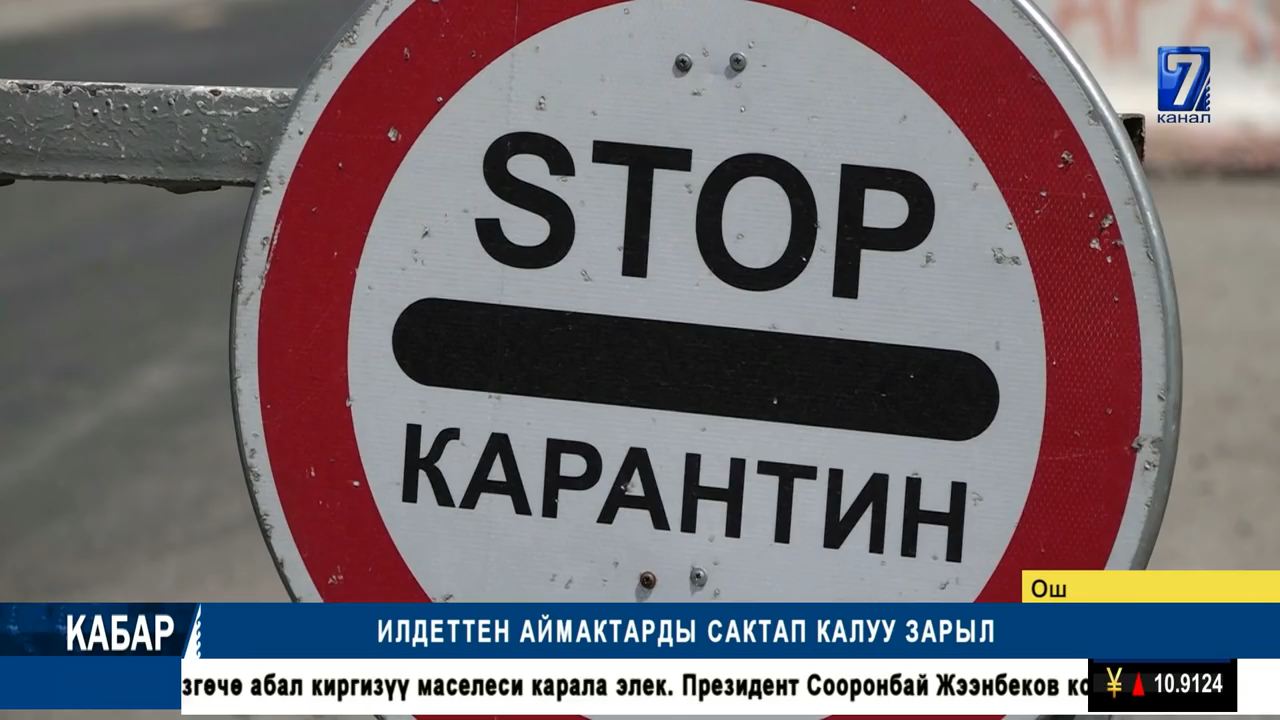 7
канал
STOP
КАРАНТИН
Ош
КАБАР
ИЛДЕТТЕН АЙМАКТАРДЫ САКТАП КАЛУУ ЗАРЫЛ
згөчө абал киргизүү маселеси карала элек. Президент Сооронбай Жээнбеков ко
¥ ▲ 10.9124